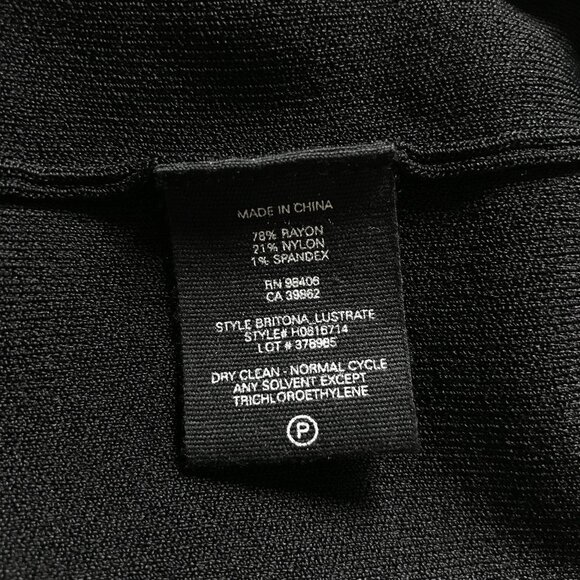 MADE IN CHINA
78% RAYON
21% NYLON
1% SPANDEX
RN 98406
CA 39862
STYLE BRITONA_LUSTRATE
STYLE# H0816714
LOT # 378985
DRY CLEAN - NORMAL CYCLE
ANY SOLVENT EXCEPT
TRICHLOROETHYLENE
P